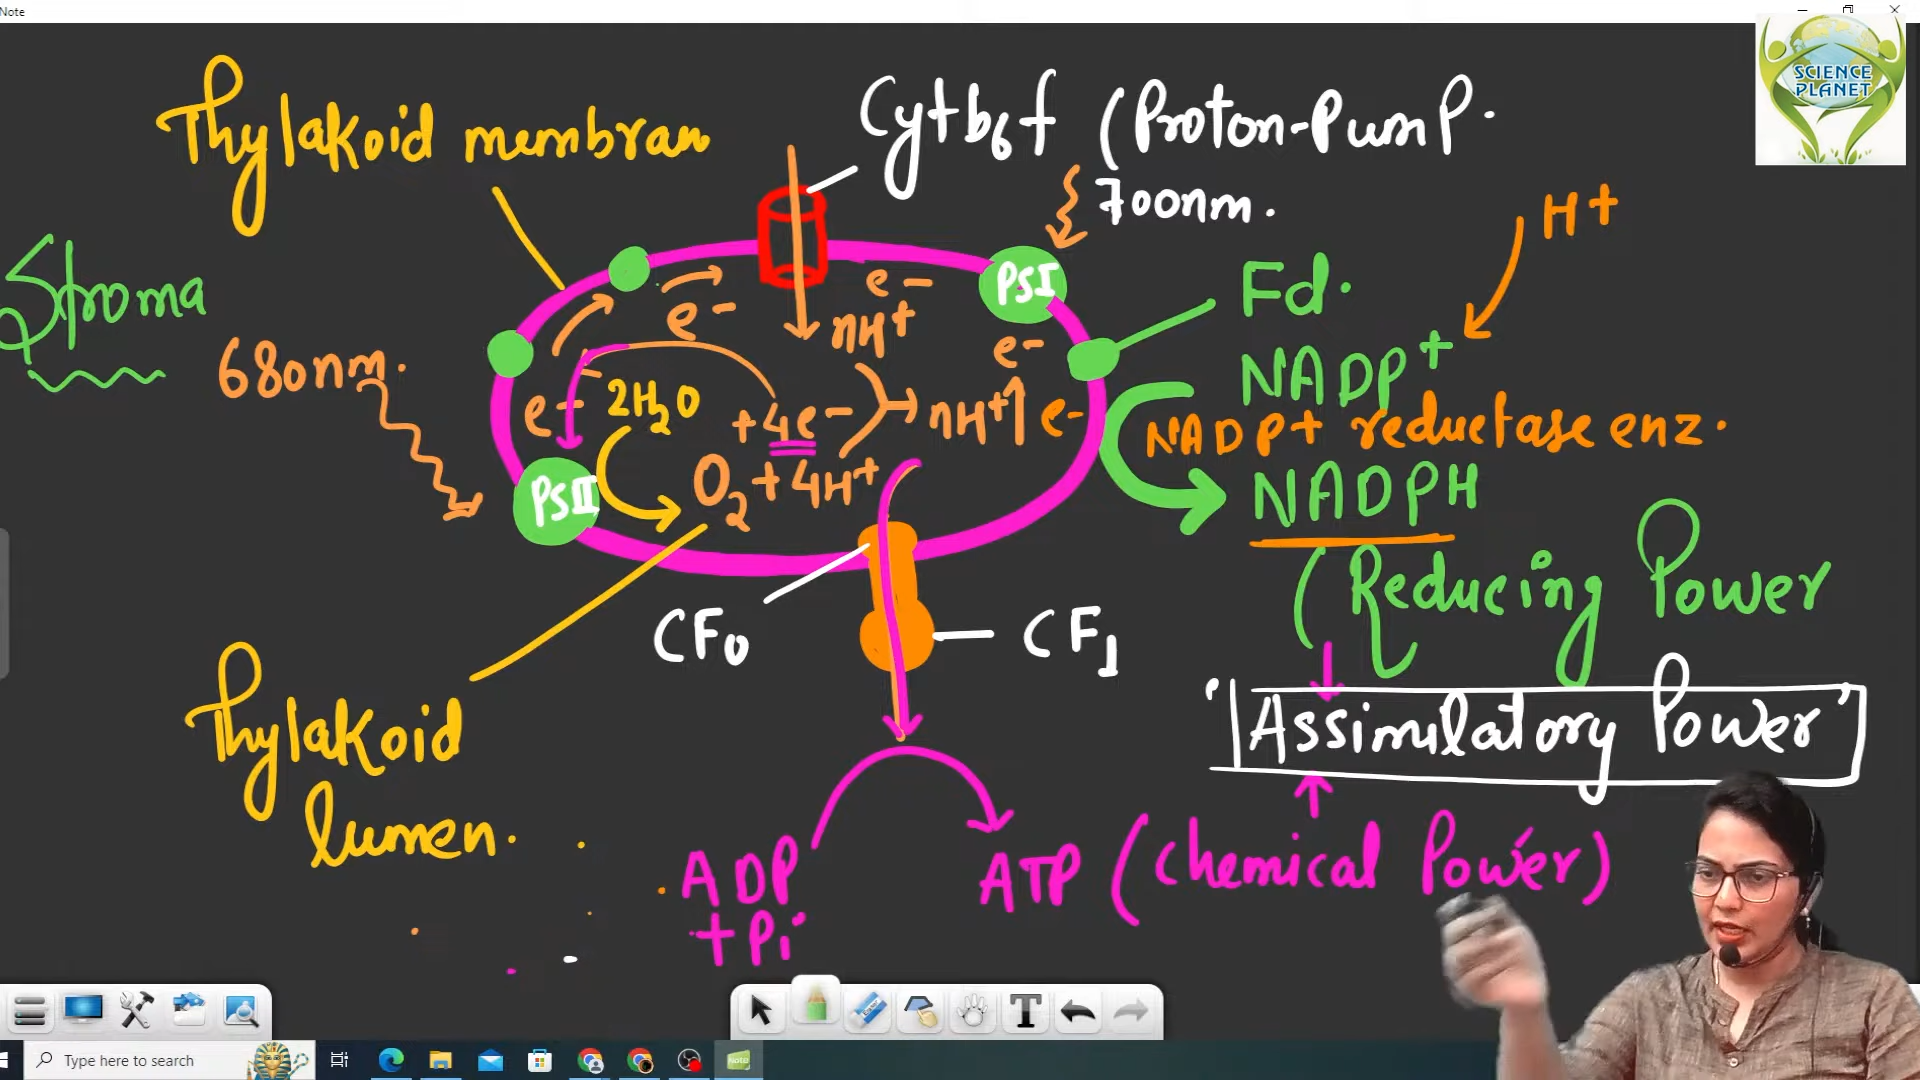 Note
SCIENCE
PLANET
Thylakoid membran
Cytb6f (Proton-Pump.
700nm.
H+
Stroma
PSI
Fd.
e-
e-
nH+
680nm.
e-
NADP+
e-
2H2O
+4e-
nH+
e-
NADP+ reductase enz.
PSII
O2+4H+
NADPH
(Reducing Power
CF0
CF1
'Assimilatory Power'
Thylakoid
lumen.
ADP
+Pi
ATP (Chemical Power)
T
Type here to search